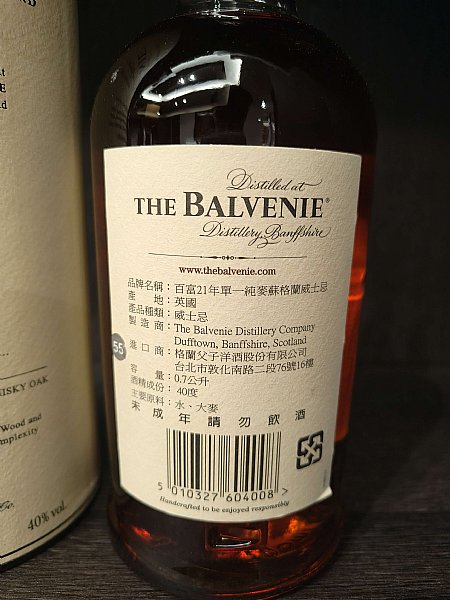 Distilled at
THE BALVENIE®
Distillery, Banffshire
www.thebalvenie.com
品牌名稱：百富21年單一純麥蘇格蘭威士忌
產 地：英國
產品種類：威士忌
製 造 商：The Balvenie Distillery Company
Dufftown, Banffshire, Scotland
進 口 商：格蘭父子洋酒股份有限公司
台北市敦化南路二段76號16樓
容 量：0.7公升
酒精成份：40度
主要原料：水、大麥
未 成 年 請 勿 飲 酒
5 010327 604008 >
Handcrafted to be enjoyed responsibly
55
HISKY OAK
Wood and
mplexity
Co.
40% vol.